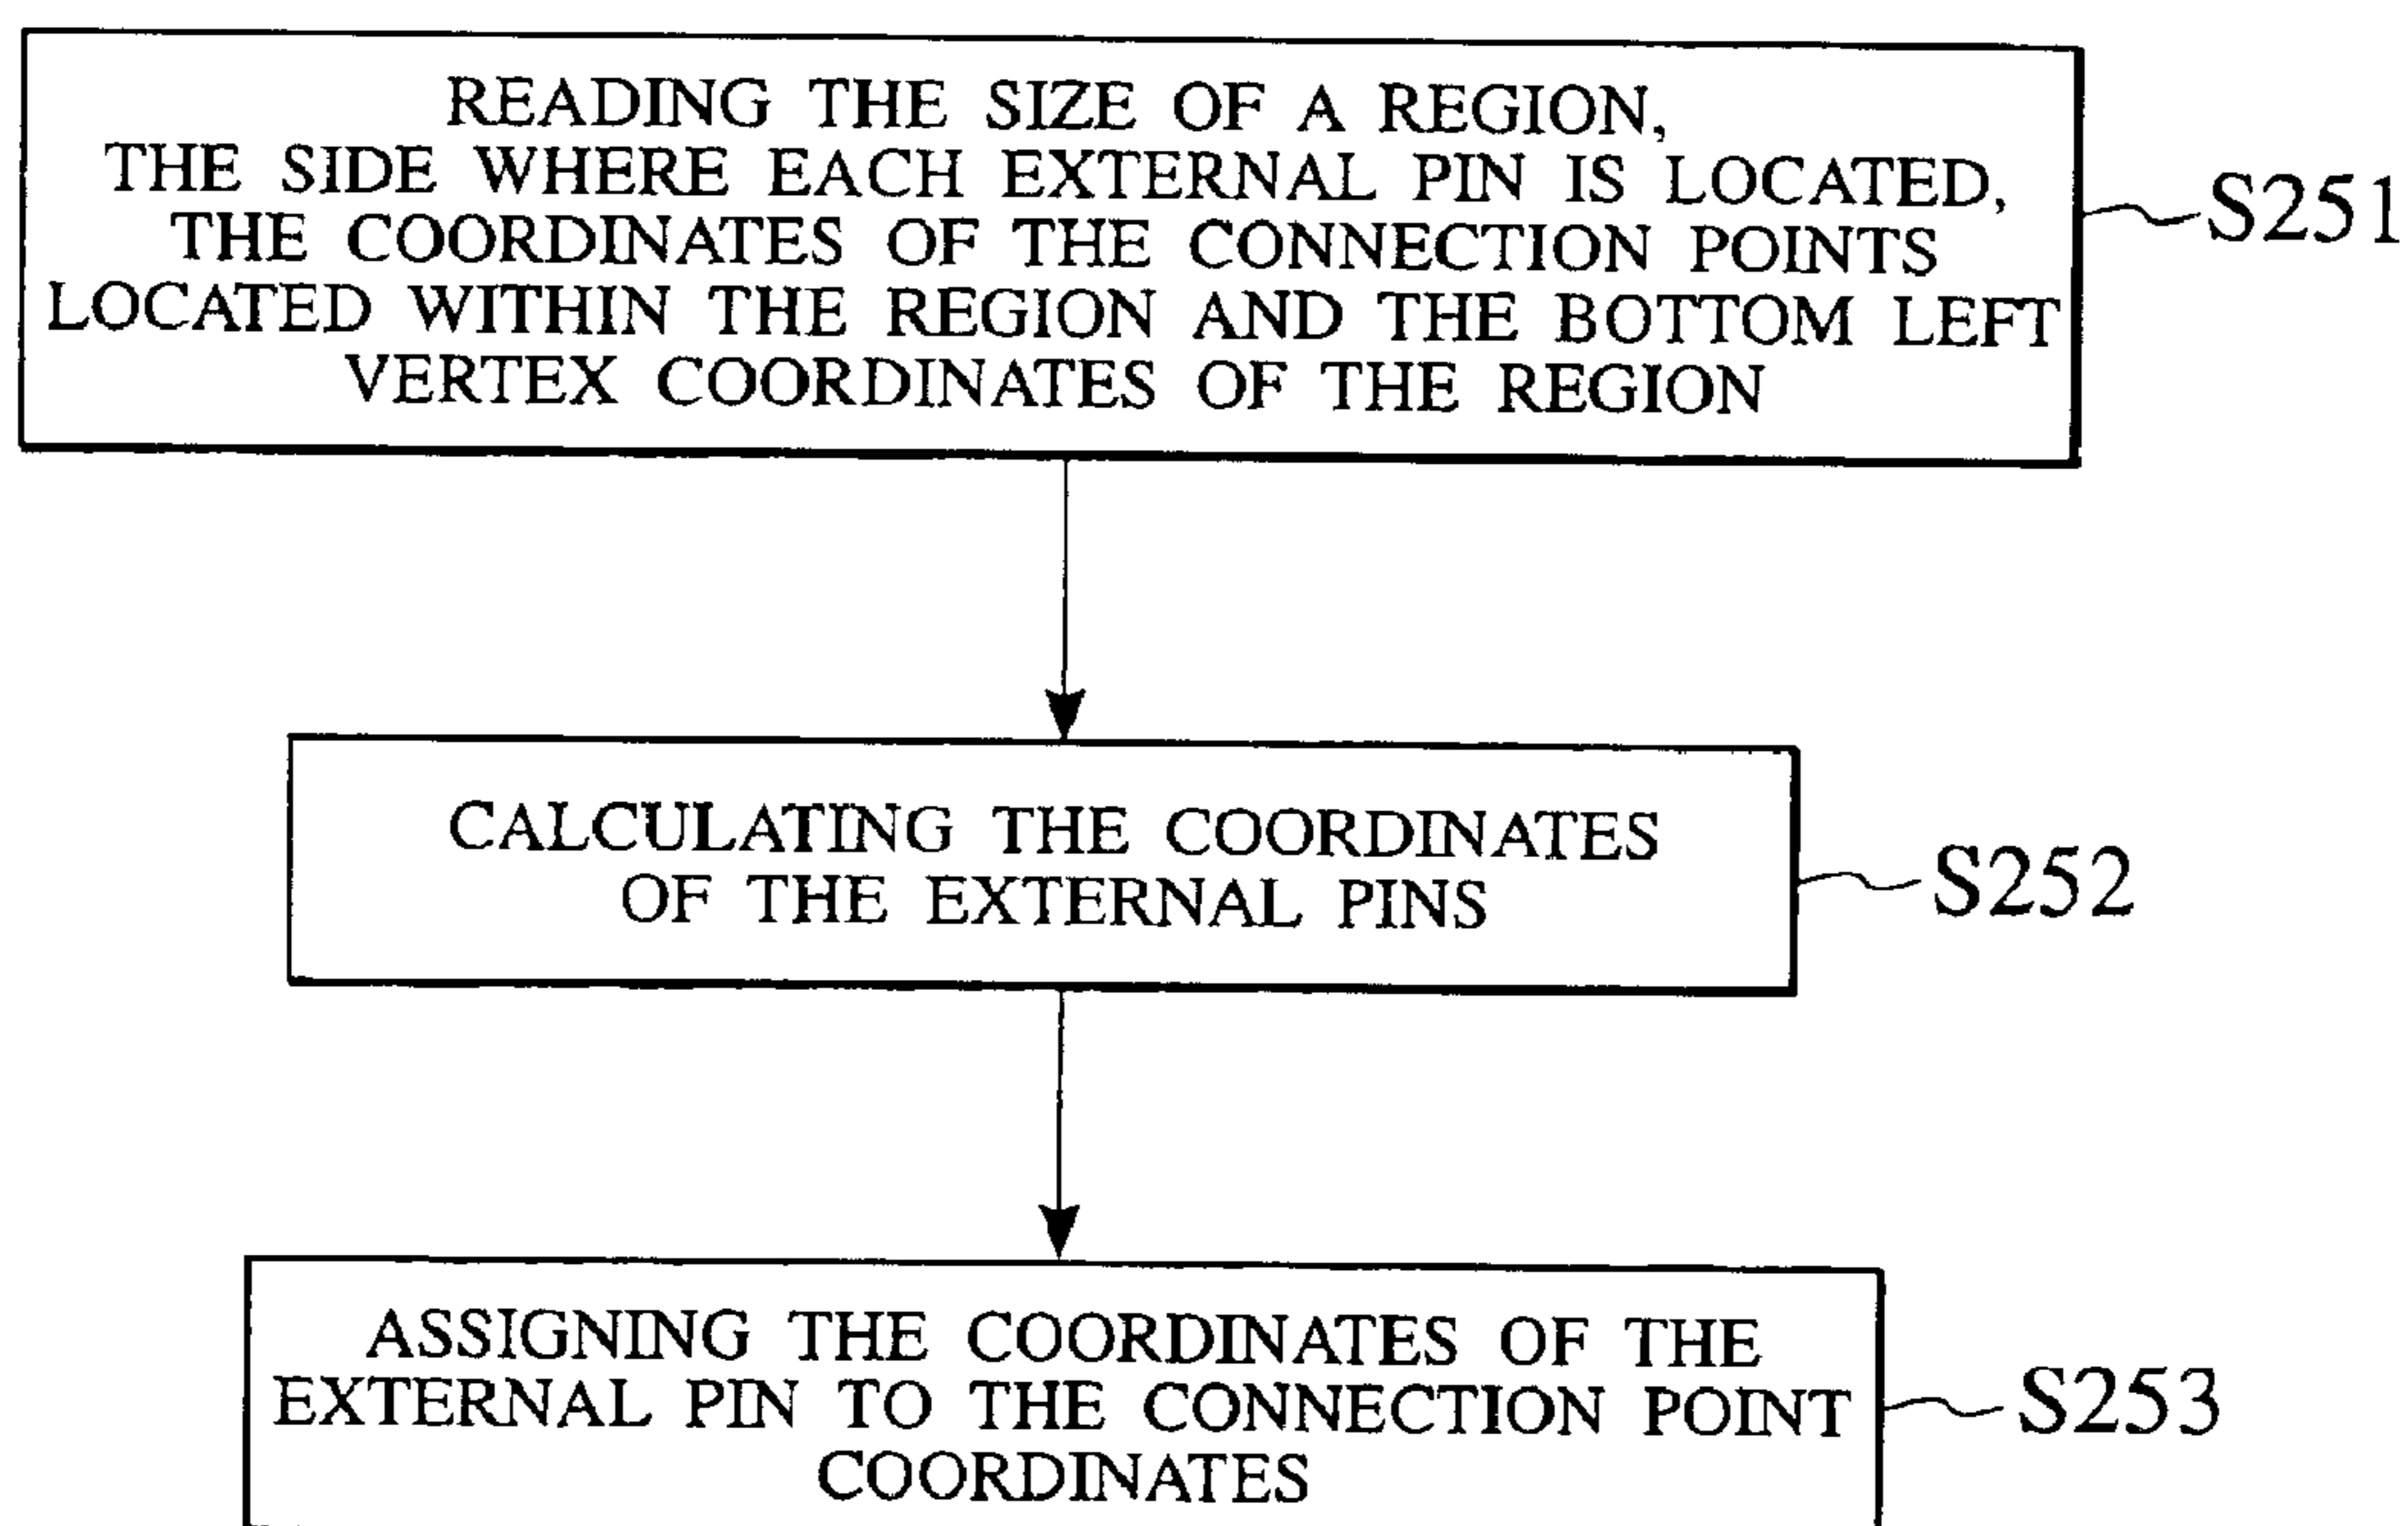 READING THE SIZE OF A REGION,
THE SIDE WHERE EACH EXTERNAL PIN IS LOCATED,
THE COORDINATES OF THE CONNECTION POINTS
LOCATED WITHIN THE REGION AND THE BOTTOM LEFT
VERTEX COORDINATES OF THE REGION
S251
CALCULATING THE COORDINATES
OF THE EXTERNAL PINS
S252
ASSIGNING THE COORDINATES OF THE
EXTERNAL PIN TO THE CONNECTION POINT
COORDINATES
S253